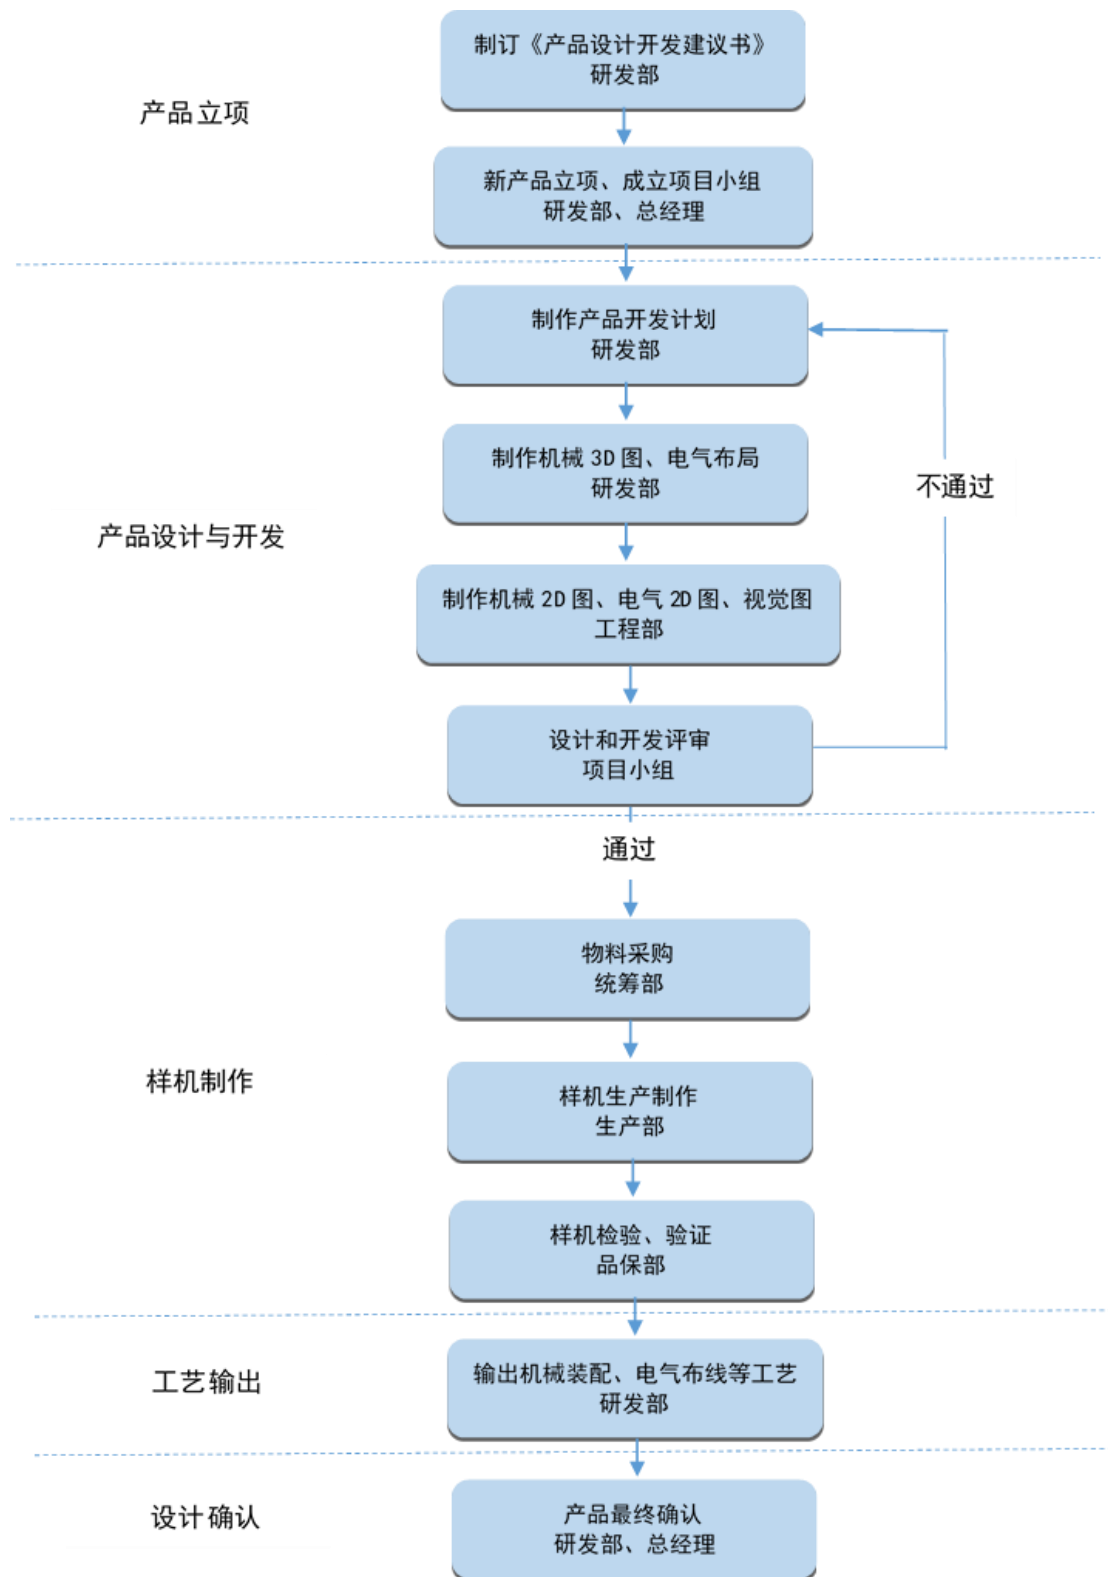 制订《产品设计开发建议书》
研发部
产品立项
新产品立项、成立项目小组
研发部、总经理
制作产品开发计划
研发部
制作机械 3D 图、电气布局
研发部
不通过
产品设计与开发
制作机械 2D 图、电气 2D 图、视觉图
工程部
设计和开发评审
项目小组
通过
物料采购
统筹部
样机制作
样机生产制作
生产部
样机检验、验证
品保部
工艺输出
输出机械装配、电气布线等工艺
研发部
设计确认
产品最终确认
研发部、总经理